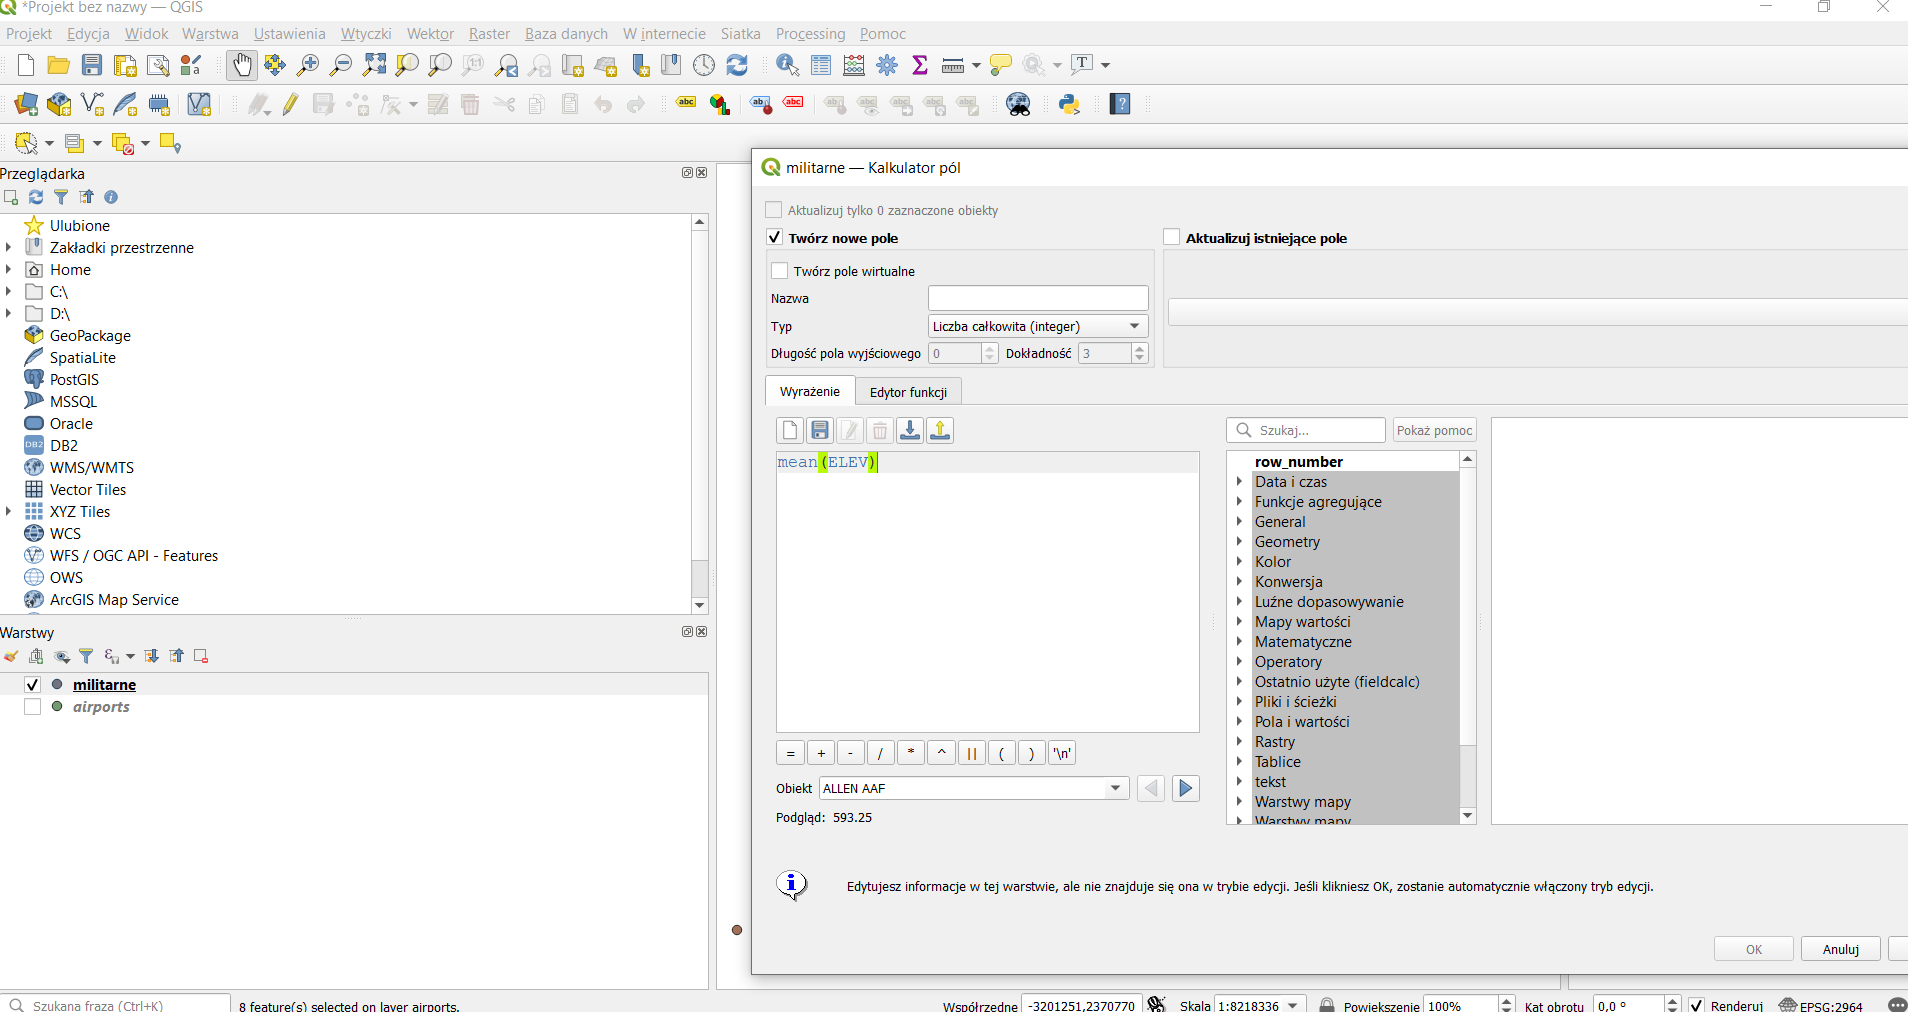 *Projekt bez nazwy — QGIS
Projekt Edycja Widok Warstwa Ustawienia Wtyczki Wektor Raster Baza danych W internecie Siatka Processing Pomoc
Przeglądarka
Ulubione
Zakładki przestrzenne
Home
C:\
D:\
GeoPackage
SpatiaLite
PostGIS
MSSQL
Oracle
DB2
WMS/WMTS
Vector Tiles
XYZ Tiles
WCS
WFS / OGC API - Features
OWS
ArcGIS Map Service
Warstwy
militarne
airports
militarne — Kalkulator pól
Aktualizuj tylko 0 zaznaczone obiekty
Twórz nowe pole
Aktualizuj istniejące pole
Twórz pole wirtualne
Nazwa
Typ Liczba całkowita (integer)
Długość pola wyjściowego 0 Dokładność 3
Wyrażenie Edytor funkcji
mean(ELEV)
= + - / * ^ || ( ) '\n'
Obiekt ALLEN AAF
Podgląd: 593.25
Szukaj... Pokaż pomoc
row_number
Data i czas
Funkcje agregujące
General
Geometry
Kolor
Konwersja
Luźne dopasowywanie
Mapy wartości
Matematyczne
Operatory
Ostatnio użyte (fieldcalc)
Pliki i ścieżki
Pola i wartości
Rastry
Tablice
tekst
Warstwy mapy
Warstwy mapy
Edytujesz informacje w tej warstwie, ale nie znajduje się ona w trybie edycji. Jeśli klikniesz OK, zostanie automatycznie włączony tryb edycji.
OK Anuluj
Szukana fraza (Ctrl+K) 8 feature(s) selected on layer airports. Współrzędne -3201251,2370770 Skala 1:8218336 Powiększenie 100% Kąt obrotu 0,0 ° Renderuj EPSG:2964